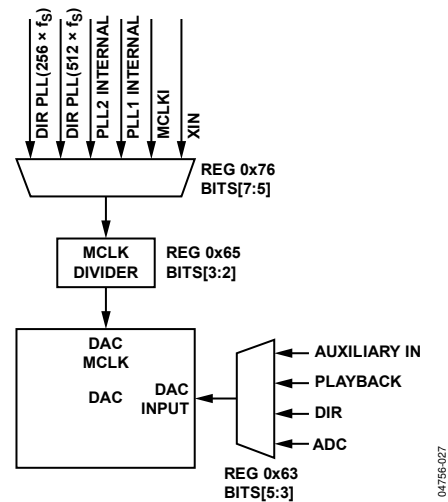 DIR PLL(256 × fS)
DIR PLL(512 × fS)
PLL2 INTERNAL
PLL1 INTERNAL
MCLKI
XIN
REG 0x76
BITS[7:5]
MCLK
DIVIDER
REG 0x65
BITS[3:2]
DAC
MCLK
DAC
DAC
INPUT
AUXILIARY IN
PLAYBACK
DIR
ADC
REG 0x63
BITS[5:3]
04756-027